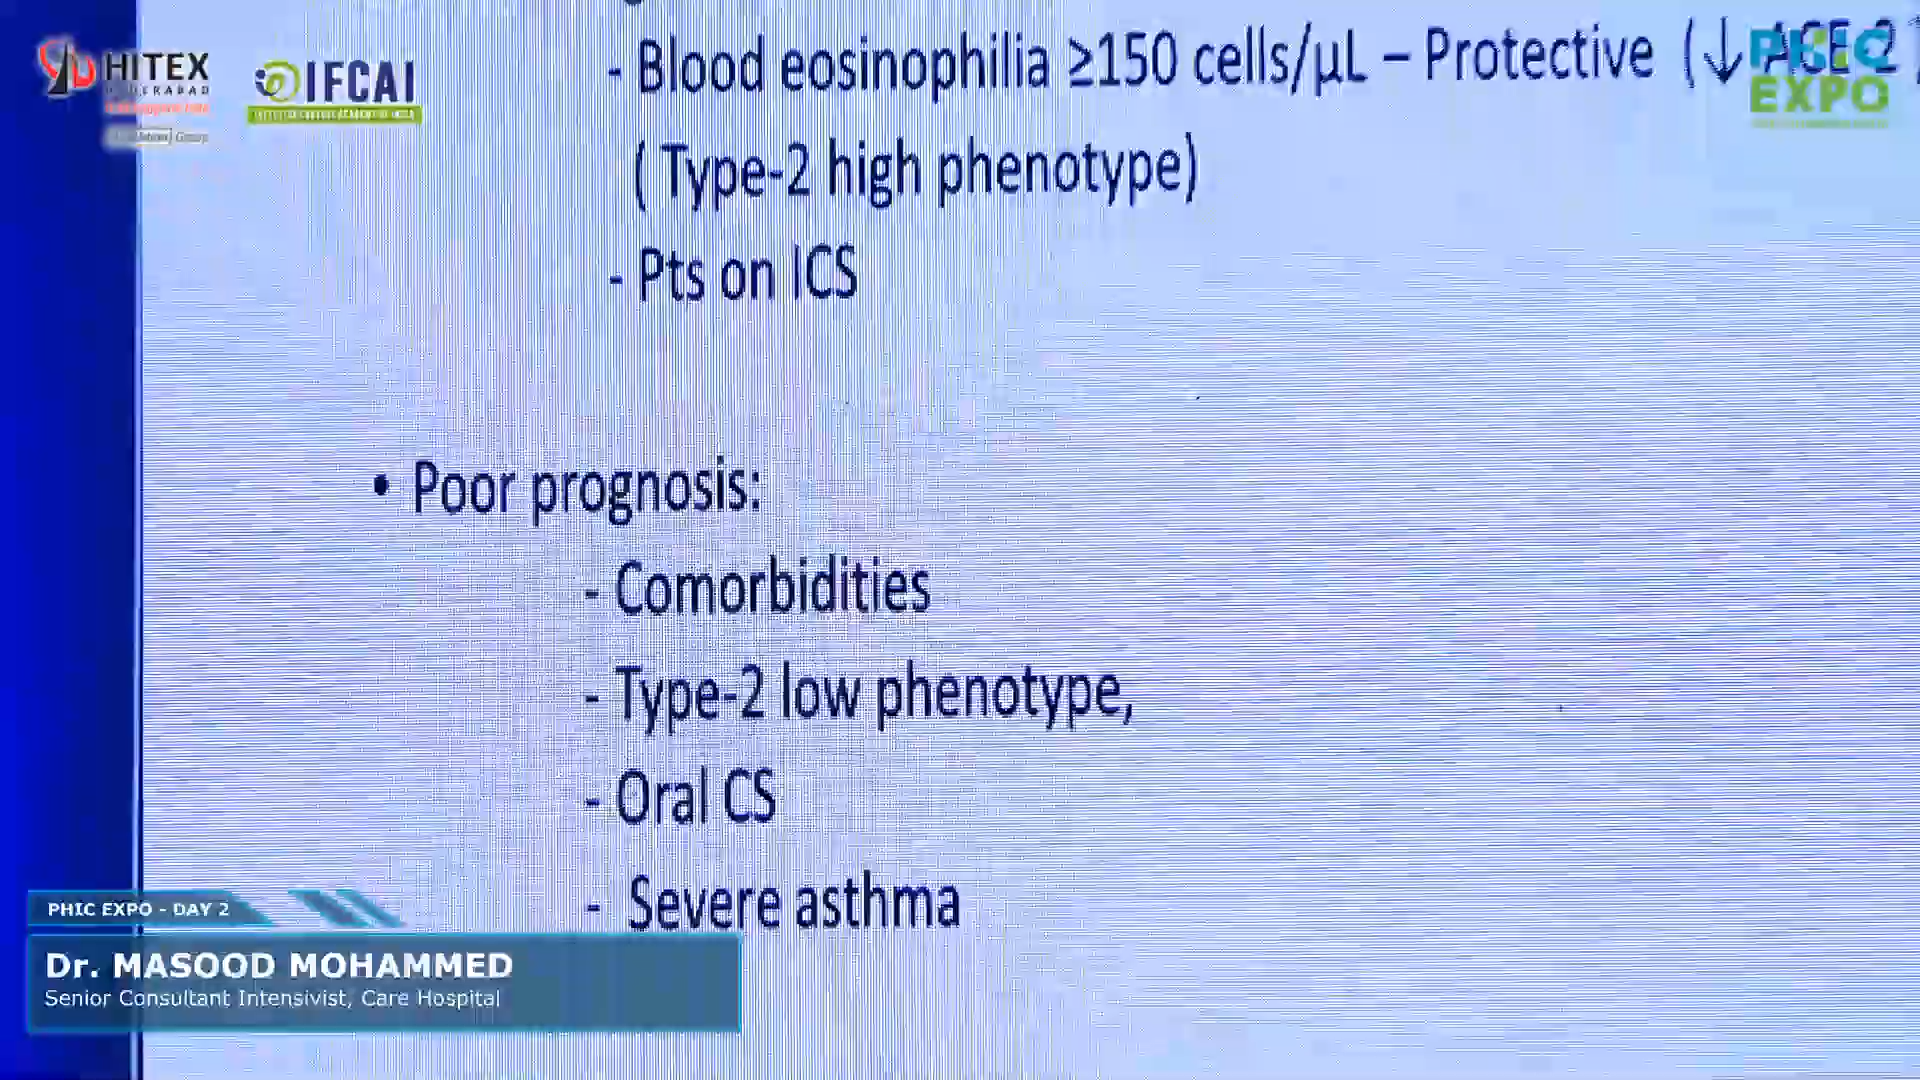 - Blood eosinophilia ≥150 cells/µL – Protective (↓ ACE 2
( Type-2 high phenotype)
- Pts on ICS
• Poor prognosis:
- Comorbidities
- Type-2 low phenotype,
- Oral CS
- Severe asthma
HITEX
HYDERABAD
IFCAI
PHIC
EXPO
PHIC EXPO - DAY 2
Dr. MASOOD MOHAMMED
Senior Consultant Intensivist, Care Hospital